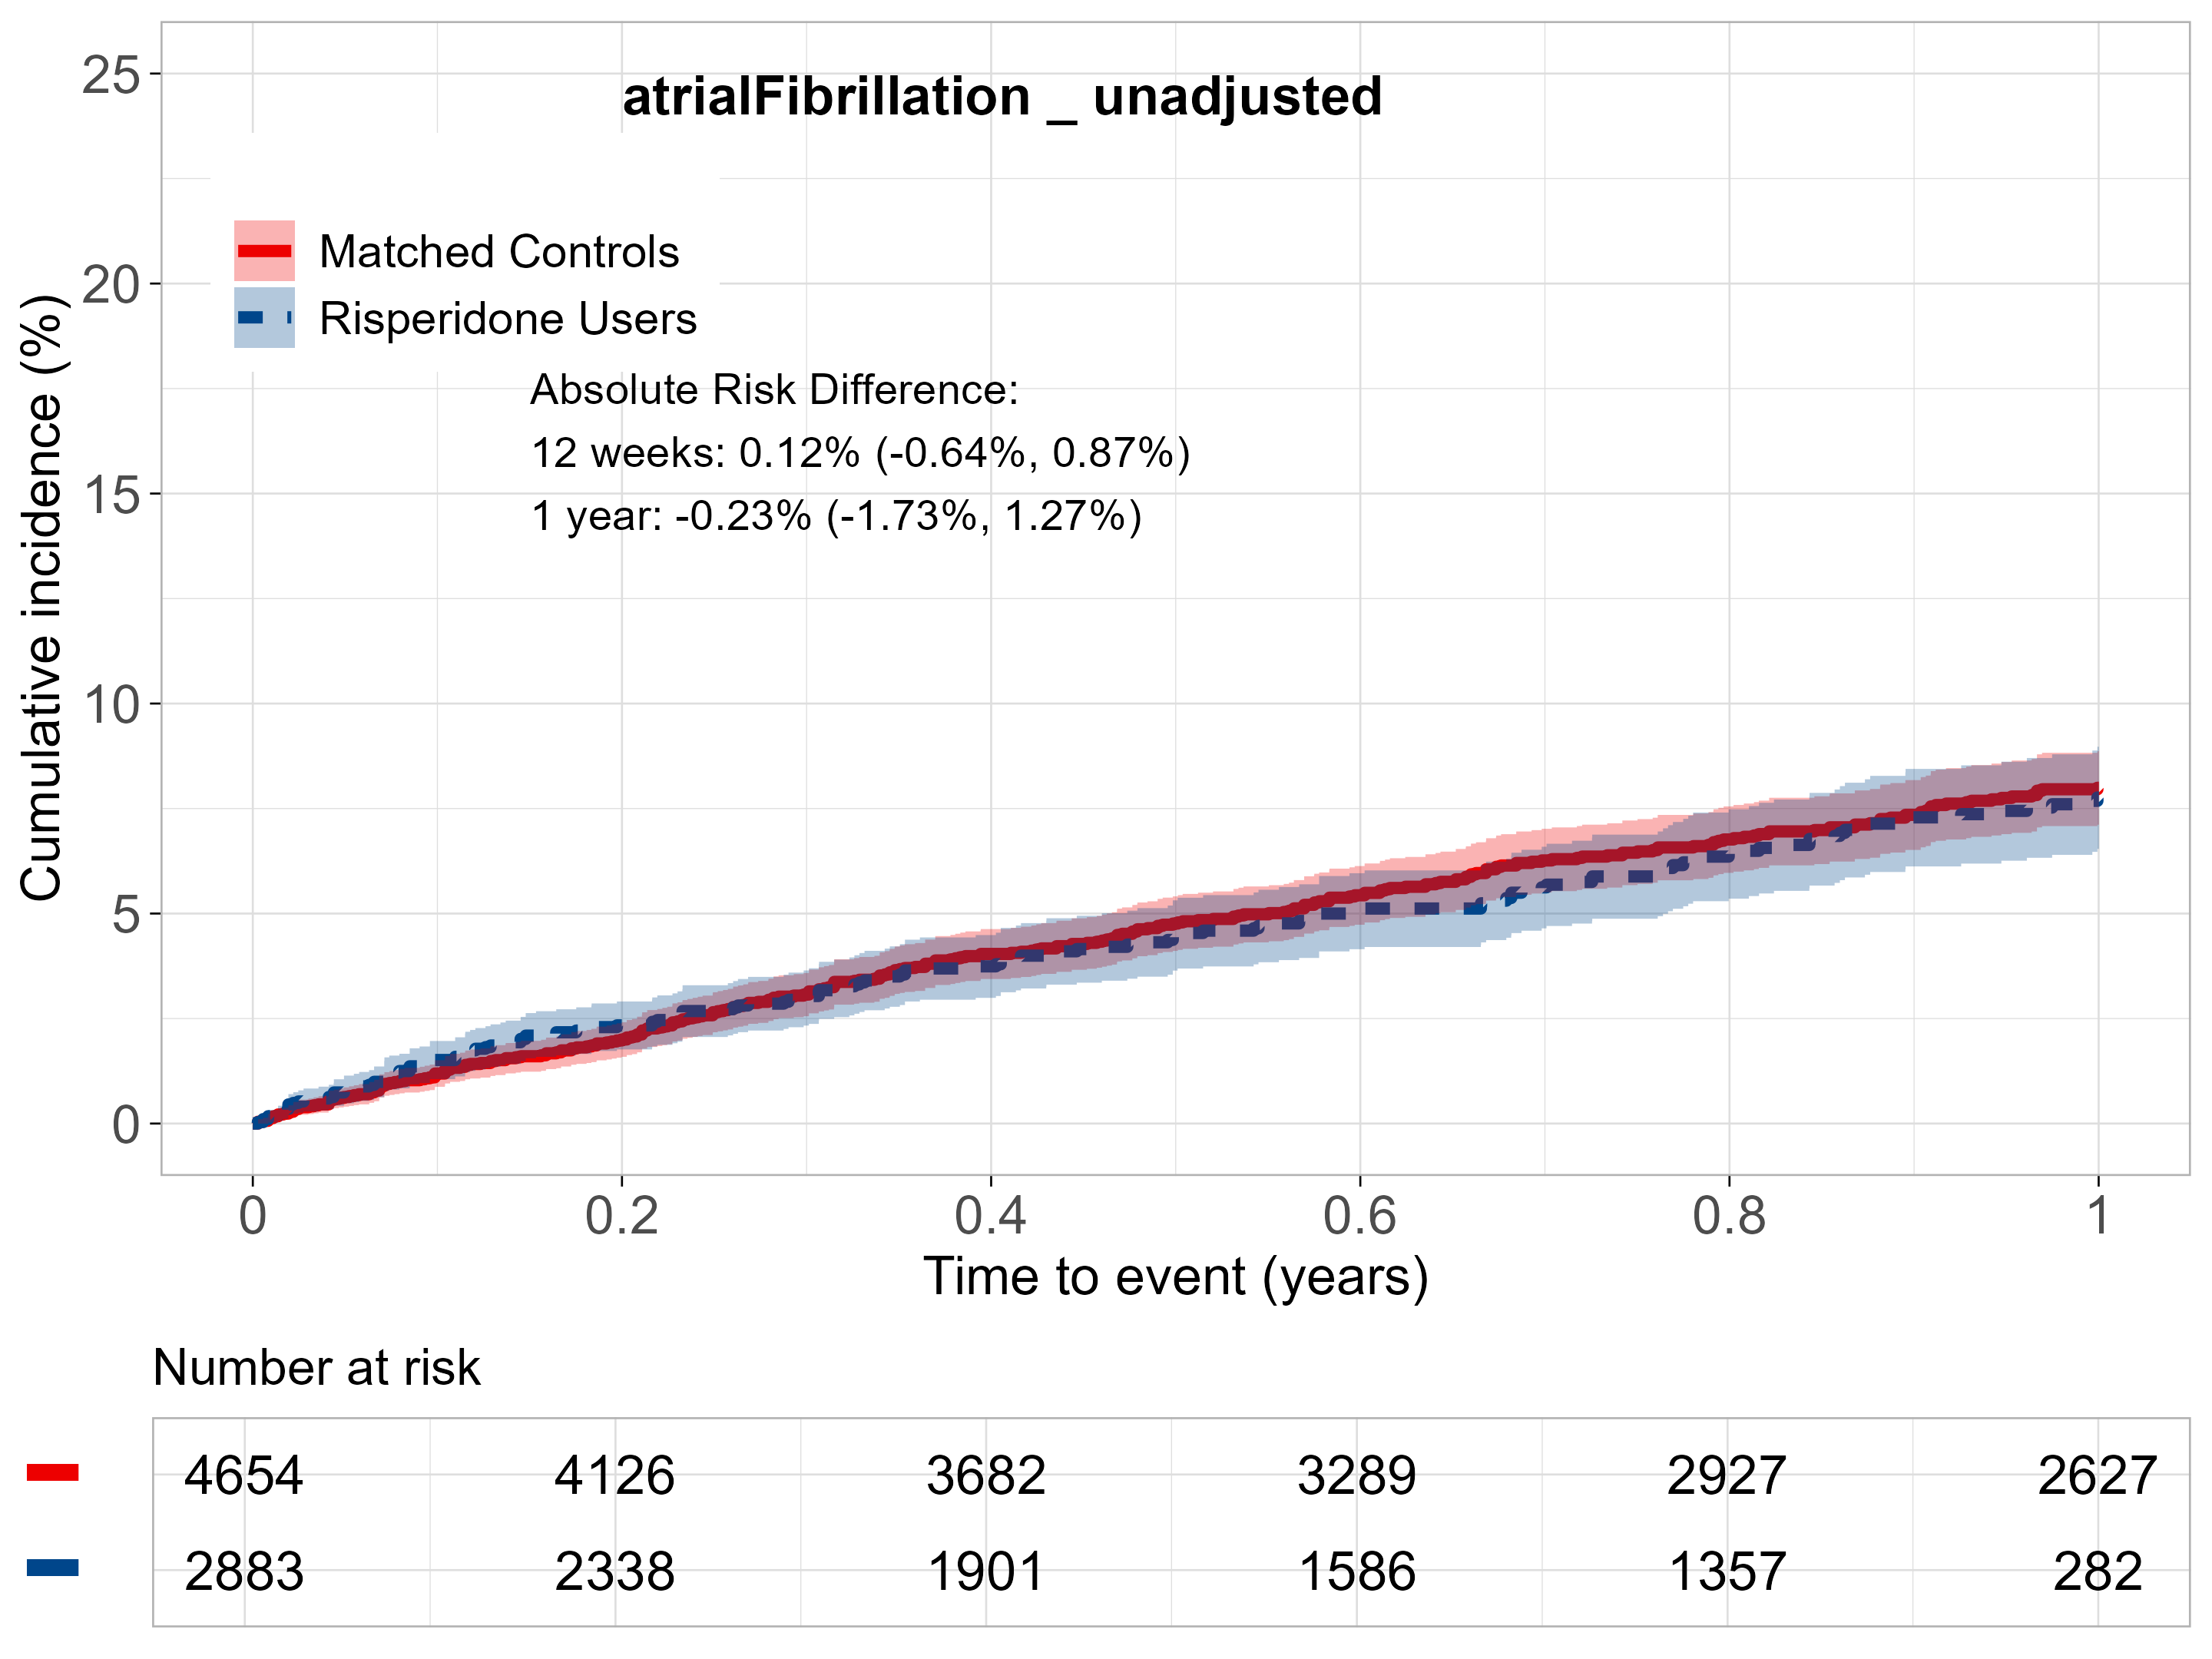 atrialFibrillation _ unadjusted
Matched Controls
Risperidone Users
Absolute Risk Difference:
12 weeks: 0.12% (-0.64%, 0.87%)
1 year: -0.23% (-1.73%, 1.27%)
Cumulative incidence (%)
25
20
15
10
5
0
0 0.2 0.4 0.6 0.8 1
Time to event (years)
Number at risk
4654 4126 3682 3289 2927 2627
2883 2338 1901 1586 1357 282